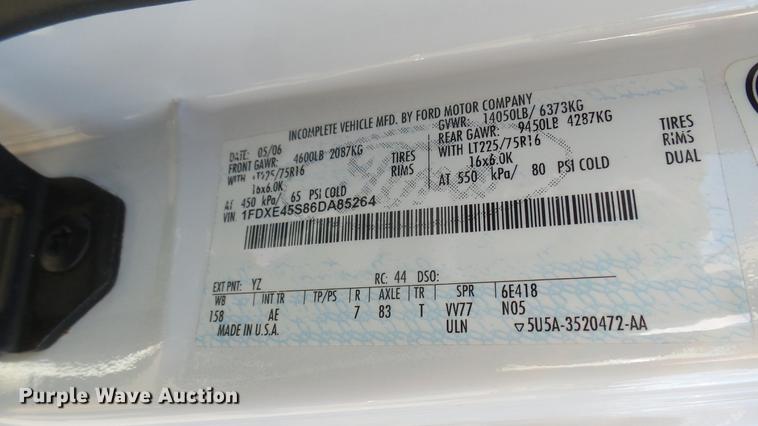 INCOMPLETE VEHICLE MFD. BY FORD MOTOR COMPANY
DATE: 05/06 GVWR: 14050LB/ 6373KG
FRONT GAWR: 4600LB 2087KG REAR GAWR: 9450LB 4287KG
WITH LT225/75R16 TIRES WITH LT225/75R16 TIRES
16x6.0K RIMS 16x6.0K RIMS
AT 450 kPa/ 65 PSI COLD AT 550 kPa/ 80 PSI COLD DUAL
VIN: 1FDXE45S86DA85264
EXT PNT: YZ RC: 44 DSO:
WB INT TR TP/PS R AXLE TR SPR 6E418
158 AE 7 83 T VV77 N05
MADE IN U.S.A. ULN ▽5U5A-3520472-AA
Purple Wave Auction